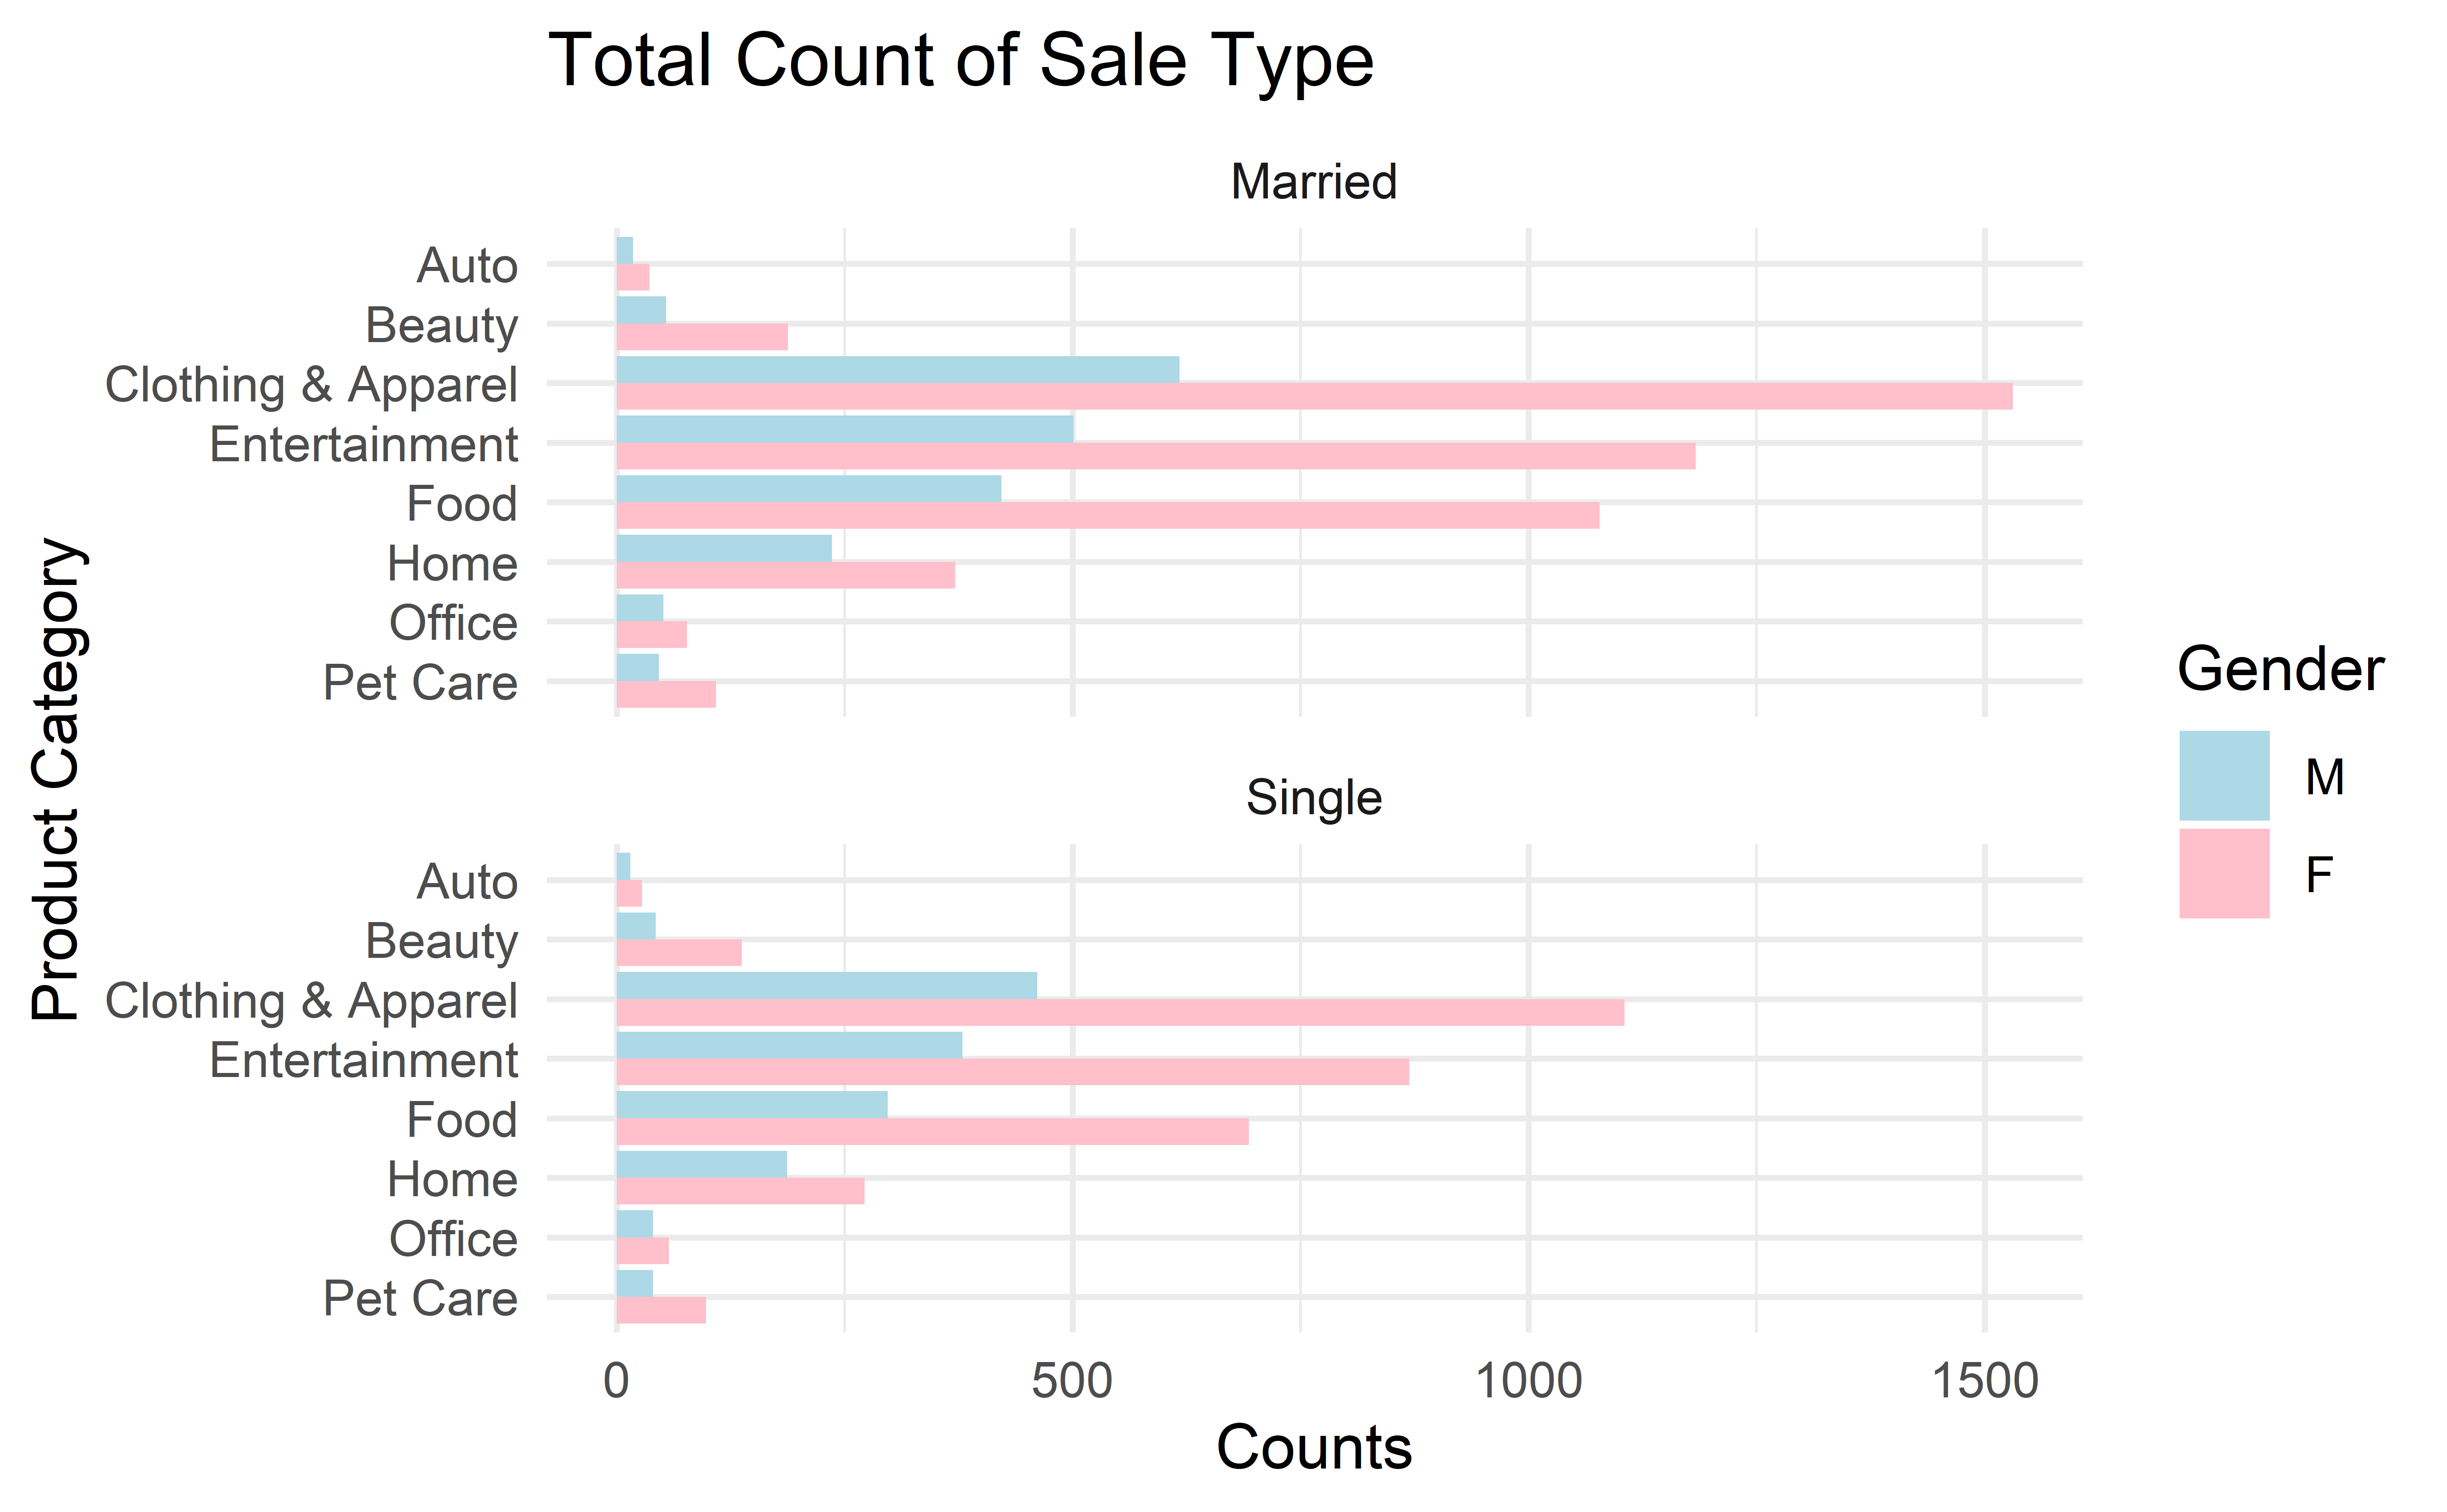 Total Count of Sale Type
Married
Auto
Beauty
Clothing & Apparel
Entertainment
Food
Home
Office
Pet Care
Single
Auto
Beauty
Clothing & Apparel
Entertainment
Food
Home
Office
Pet Care
0 500 1000 1500
Counts
Product Category
Gender
M
F